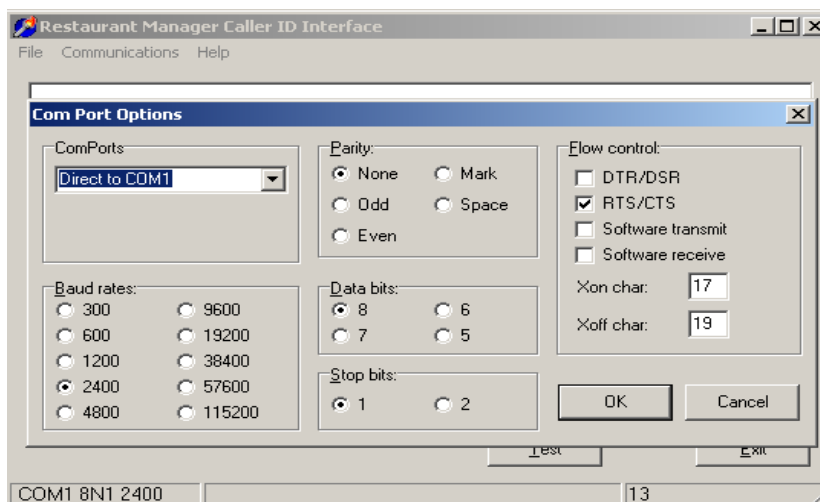 Restaurant Manager Caller ID Interface
File Communications Help
Com Port Options
ComPorts
Direct to COM1
Parity:
None Mark
Odd Space
Even
Flow control:
DTR/DSR
RTS/CTS
Software transmit
Software receive
Xon char: 17
Xoff char: 19
Baud rates:
300 9600
600 19200
1200 38400
2400 57600
4800 115200
Data bits:
8 6
7 5
Stop bits:
1 2
OK Cancel
Test Exit
COM1 8N1 2400 13